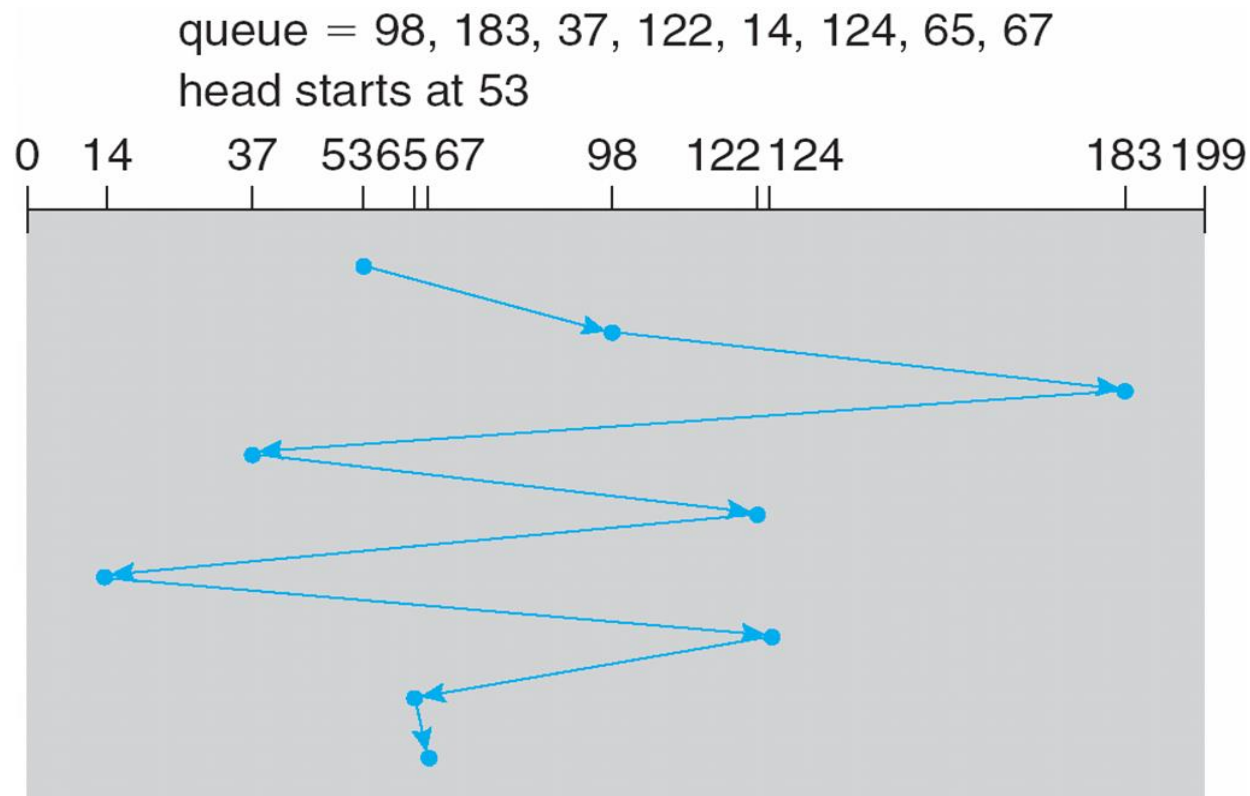 queue = 98, 183, 37, 122, 14, 124, 65, 67
head starts at 53
0 14 37 53 65 67 98 122 124 183 199